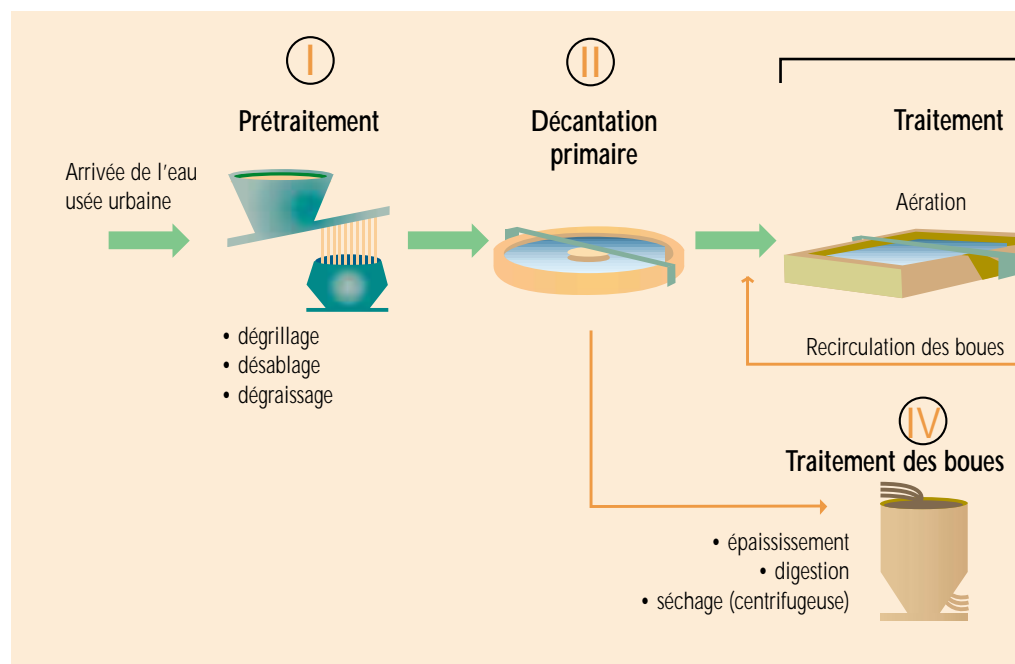 I
Prétraitement
Arrivée de l'eau
usée urbaine
• dégrillage
• désablage
• dégraissage
II
Décantation
primaire
Traitement
Aération
Recirculation des boues
IV
Traitement des boues
• épaississement
• digestion
• séchage (centrifugeuse)